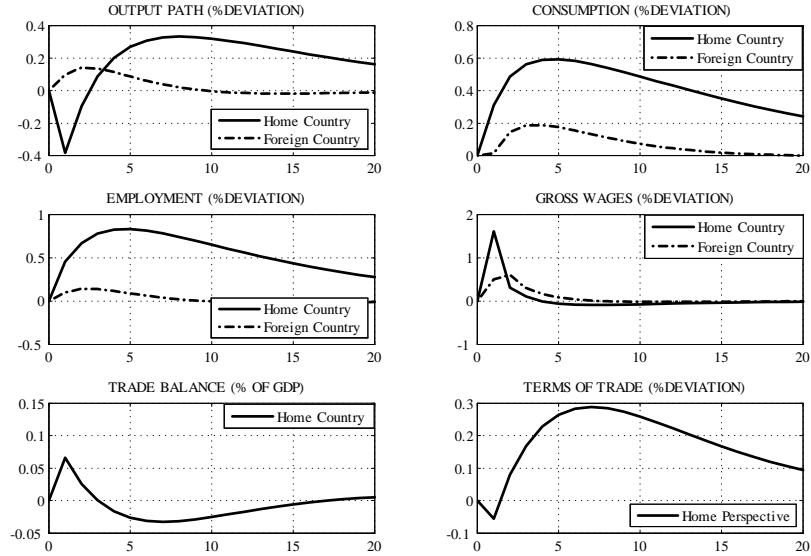 OUTPUT PATH (%DEVIATION)
0.4
0.2
0
-0.2
-0.4
0 5 10 15 20
Home Country
Foreign Country
CONSUMPTION (%DEVIATION)
0.8
0.6
0.4
0.2
0
0 5 10 15 20
Home Country
Foreign Country
EMPLOYMENT (%DEVIATION)
1
0.5
0
-0.5
0 5 10 15 20
Home Country
Foreign Country
GROSS WAGES (%DEVIATION)
2
1
0
-1
0 5 10 15 20
Home Country
Foreign Country
TRADE BALANCE (% OF GDP)
0.15
0.1
0.05
0
-0.05
0 5 10 15 20
Home Country
TERMS OF TRADE (%DEVIATION)
0.3
0.2
0.1
0
-0.1
0 5 10 15 20
Home Perspective